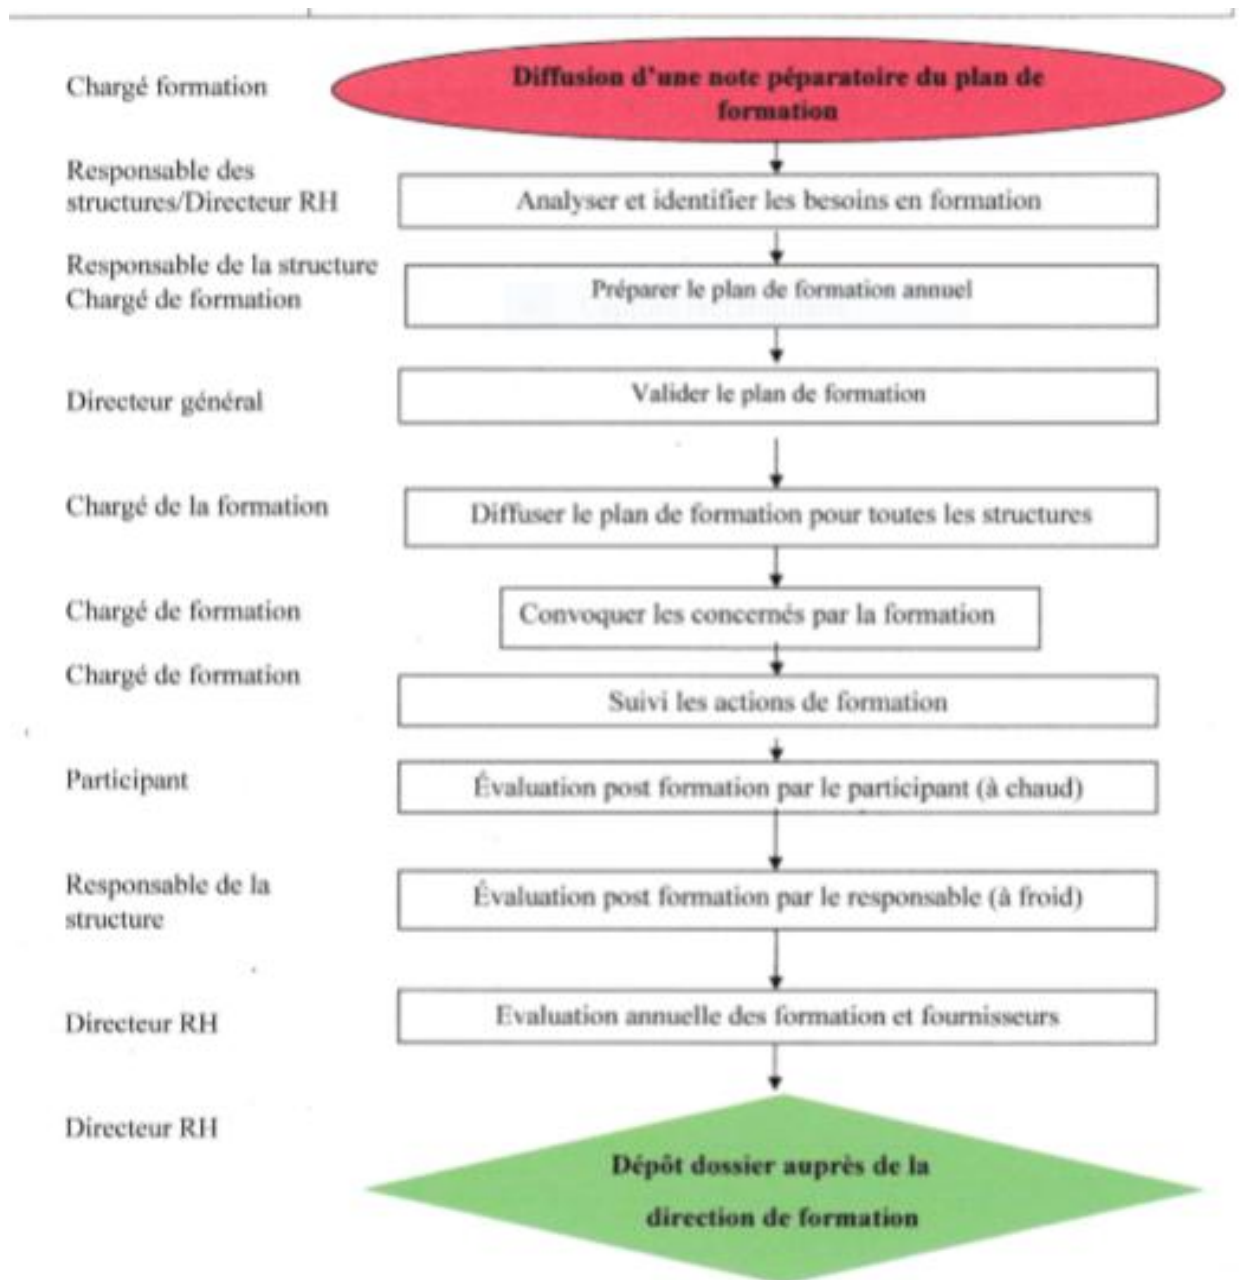 Chargé formation
Diffusion d'une note péparatoire du plan de
formation
Responsable des
structures/Directeur RH
Analyser et identifier les besoins en formation
Responsable de la structure
Chargé de formation
Préparer le plan de formation annuel
Directeur général
Valider le plan de formation
Chargé de la formation
Diffuser le plan de formation pour toutes les structures
Chargé de formation
Convoquer les concernés par la formation
Chargé de formation
Suivi les actions de formation
Participant
Évaluation post formation par le participant (à chaud)
Responsable de la
structure
Évaluation post formation par le responsable (à froid)
Directeur RH
Evaluation annuelle des formation et fournisseurs
Directeur RH
Dépôt dossier auprès de la
direction de formation